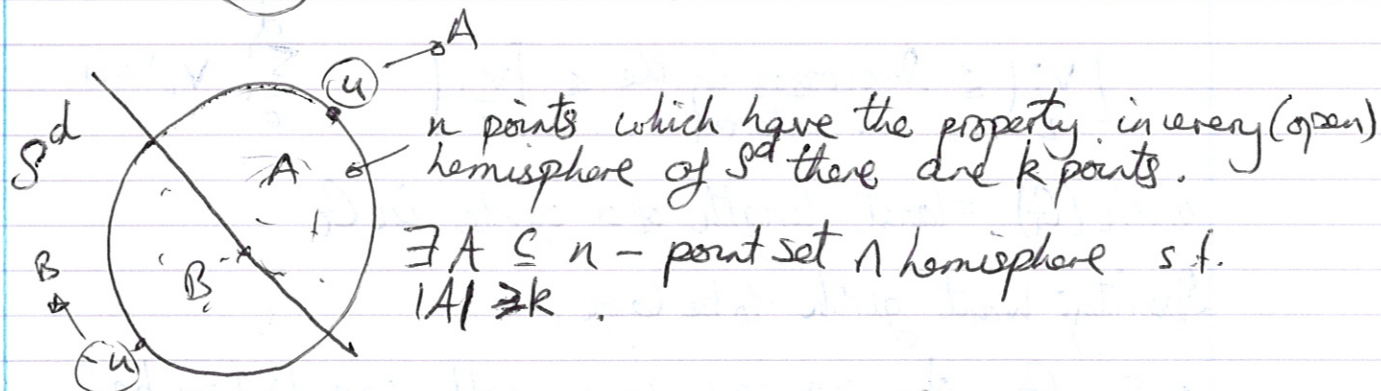 A
u
S^d
n points which have the property in every (open)
A
hemisphere of S^d there are k points.
∃ A ⊆ n - point set ∩ hemisphere s.t.
B
B
|A| ≥ k .
-u